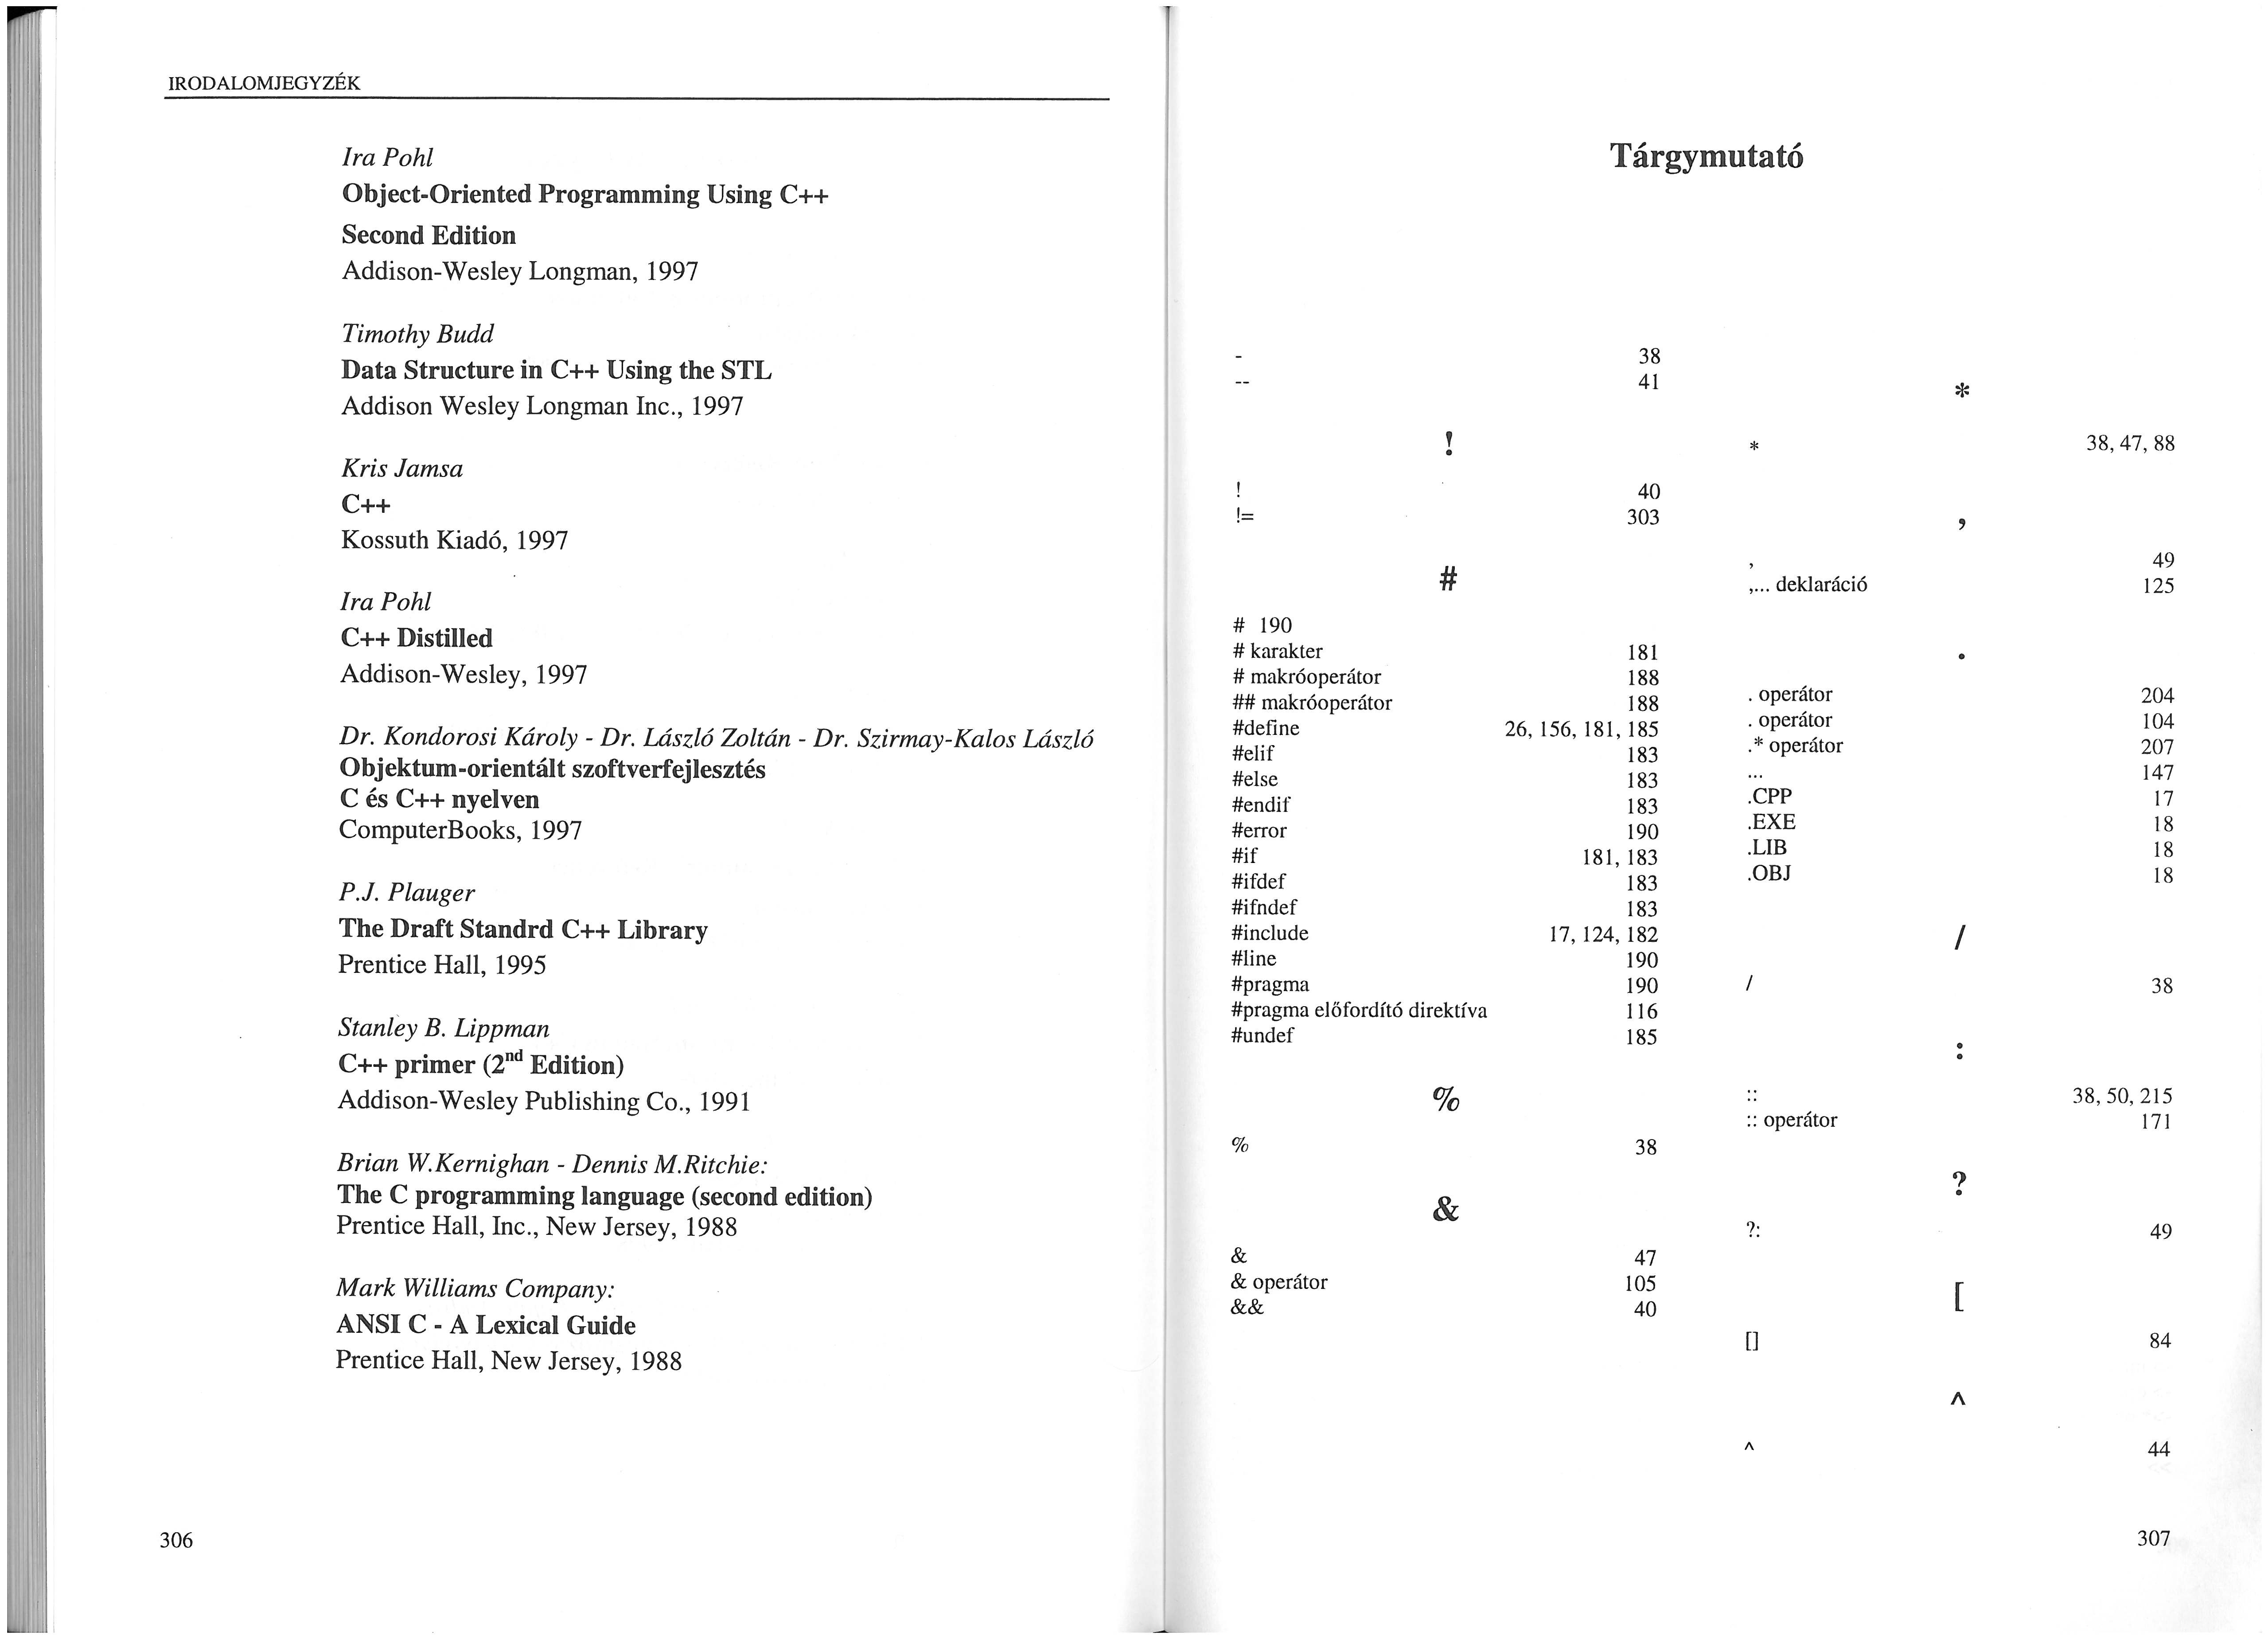 IRODALOMJEGYZÉK
Ira Pohl
Object-Oriented Programming Using C++
Second Edition
Addison-Wesley Longman, 1997
Timothy Budd
Data Structure in C++ Using the STL
Addison Wesley Longman Inc., 1997
Kris Jamsa
C++
Kossuth Kiadó, 1997
Ira Pohl
C++ Distilled
Addison-Wesley, 1997
Dr. Kondorosi Károly - Dr. László Zoltán - Dr. Szirmay-Kalos László
Objektum-orientált szoftverfejlesztés
C és C++ nyelven
ComputerBooks, 1997
P.J. Plauger
The Draft Standrd C++ Library
Prentice Hall, 1995
Stanley B. Lippman
C++ primer (2nd Edition)
Addison-Wesley Publishing Co., 1991
Brian W.Kernighan - Dennis M.Ritchie:
The C programming language (second edition)
Prentice Hall, Inc., New Jersey, 1988
Mark Williams Company:
ANSI C - A Lexical Guide
Prentice Hall, New Jersey, 1988
306
Tárgymutató
- 38
-- 41
!
! 40
!= 303
#
# 190
# karakter 181
# makróoperátor 188
## makróoperátor 188
#define 26, 156, 181, 185
#elif 183
#else 183
#endif 183
#error 190
#if 181, 183
#ifdef 183
#ifndef 183
#include 17, 124, 182
#line 190
#pragma 190
#pragma előfordító direktíva 116
#undef 185
%
% 38
&
& 47
& operátor 105
&& 40
*
* 38, 47, 88
,
, 49
,... deklaráció 125
.
. operátor 204
. operátor 104
.* operátor 207
... 147
.CPP 17
.EXE 18
.LIB 18
.OBJ 18
/
/ 38
:
:: 38, 50, 215
:: operátor 171
?
?: 49
[
[] 84
^
^ 44
307